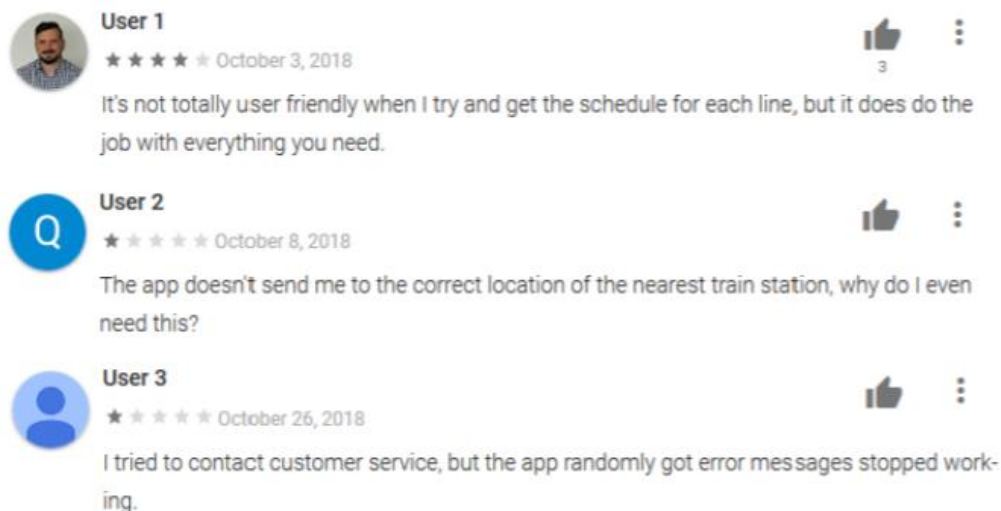 User 1
★★★★★ October 3, 2018
3
It's not totally user friendly when I try and get the schedule for each line, but it does do the
job with everything you need.
Q
User 2
★★★★★ October 8, 2018
The app doesn't send me to the correct location of the nearest train station, why do I even
need this?
User 3
★★★★★ October 26, 2018
I tried to contact customer service, but the app randomly got error messages stopped work-
ing.